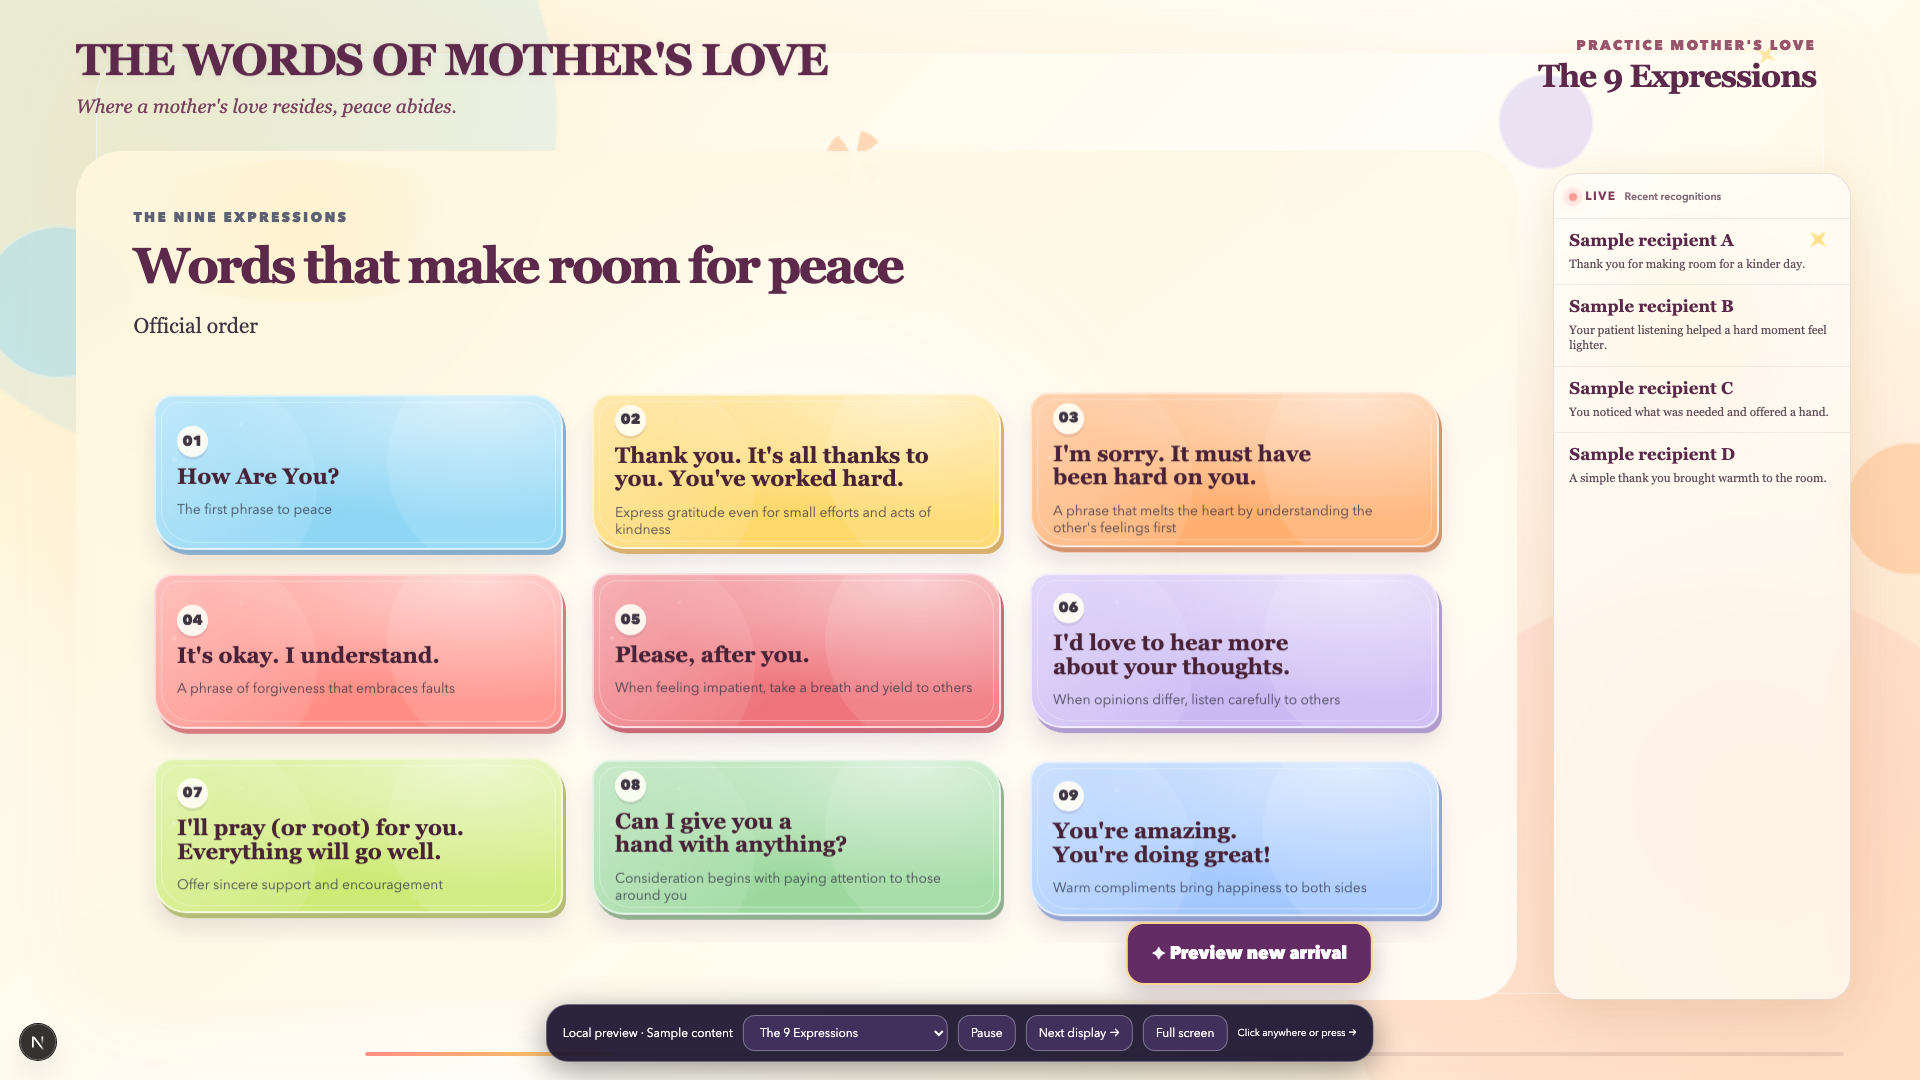 THE WORDS OF MOTHER'S LOVE
Where a mother's love resides, peace abides.
PRACTICE MOTHER'S LOVE
The 9 Expressions
THE NINE EXPRESSIONS
Words that make room for peace
Official order
01
How Are You?
The first phrase to peace
02
Thank you. It's all thanks to
you. You've worked hard.
Express gratitude even for small efforts and acts of
kindness
03
I'm sorry. It must have
been hard on you.
A phrase that melts the heart by understanding the
other's feelings first
04
It's okay. I understand.
A phrase of forgiveness that embraces faults
05
Please, after you.
When feeling impatient, take a breath and yield to others
06
I'd love to hear more
about your thoughts.
When opinions differ, listen carefully to others
07
I'll pray (or root) for you.
Everything will go well.
Offer sincere support and encouragement
08
Can I give you a
hand with anything?
Consideration begins with paying attention to those
around you
09
You're amazing.
You're doing great!
Warm compliments bring happiness to both sides
LIVE Recent recognitions
Sample recipient A
Thank you for making room for a kinder day.
Sample recipient B
Your patient listening helped a hard moment feel
lighter.
Sample recipient C
You noticed what was needed and offered a hand.
Sample recipient D
A simple thank you brought warmth to the room.
✦ Preview new arrival
Local preview · Sample content The 9 Expressions Pause Next display → Full screen Click anywhere or press →
N